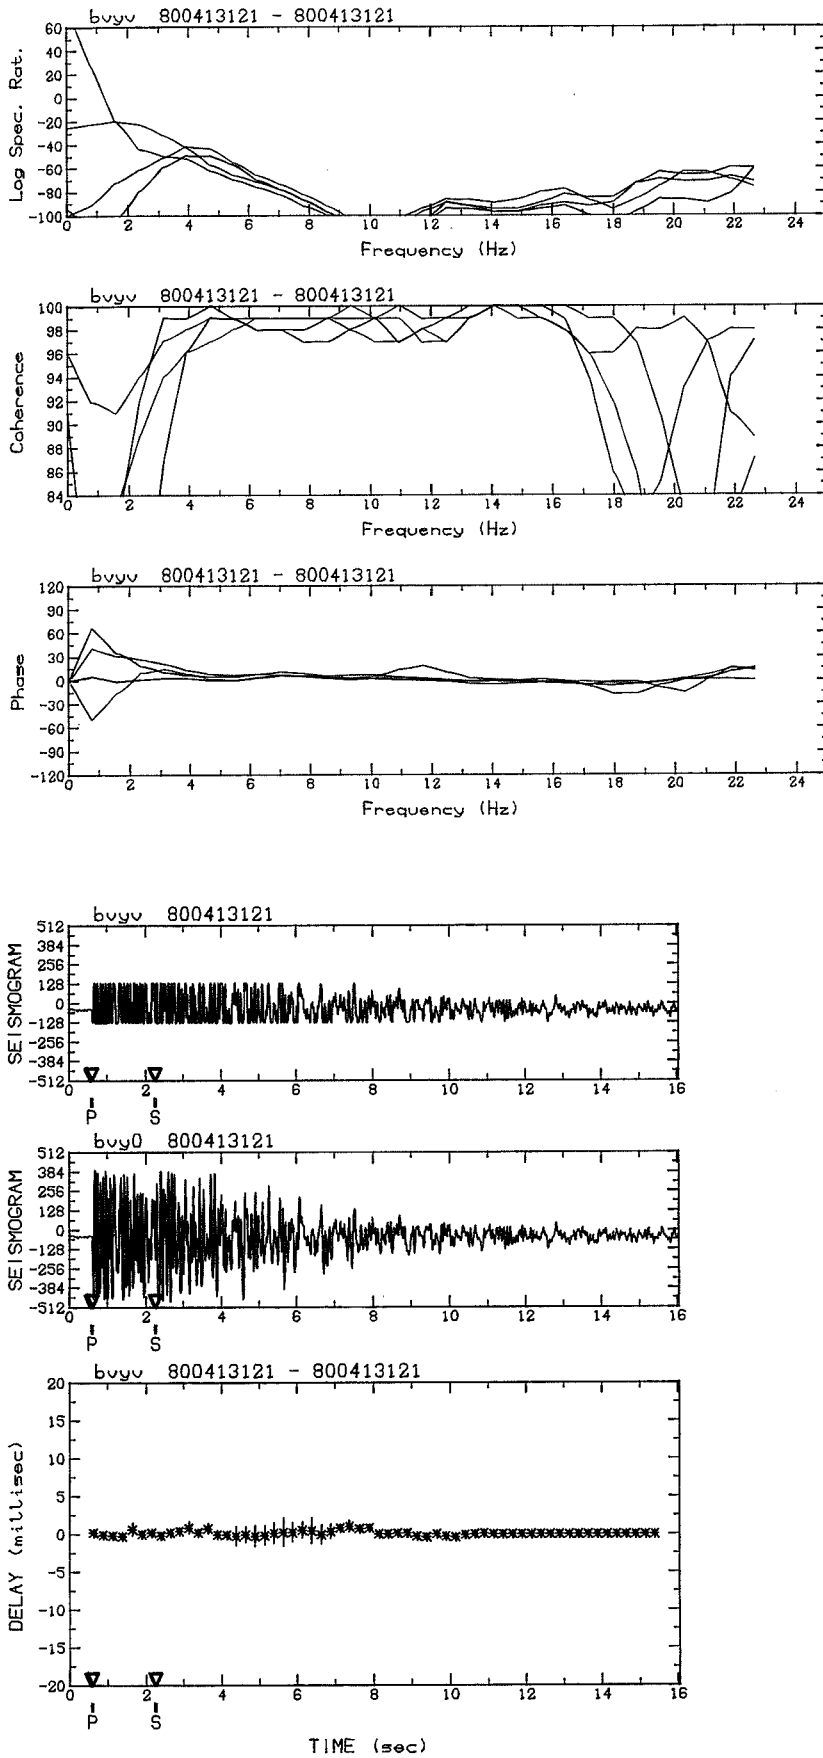 bvyv 800413121 - 800413121
60
40
20
0
-20
-40
-60
-80
-100
Log Spec. Rat.
0 2 4 6 8 10 12 14 16 18 20 22 24
Frequency (Hz)
bvyv 800413121 - 800413121
100
98
96
94
92
90
88
86
84
Coherence
0 2 4 6 8 10 12 14 16 18 20 22 24
Frequency (Hz)
bvyv 800413121 - 800413121
120
90
60
30
0
-30
-60
-90
-120
Phase
0 2 4 6 8 10 12 14 16 18 20 22 24
Frequency (Hz)
bvyv 800413121
512
384
256
128
0
-128
-256
-384
-512
SEISMOGRAM
0 2 4 6 8 10 12 14 16
P S
bvy0 800413121
512
384
256
128
0
-128
-256
-384
-512
SEISMOGRAM
0 2 4 6 8 10 12 14 16
P S
bvyv 800413121 - 800413121
20
15
10
5
0
-5
-10
-15
-20
DELAY (millisec)
0 2 4 6 8 10 12 14 16
P S
TIME (sec)